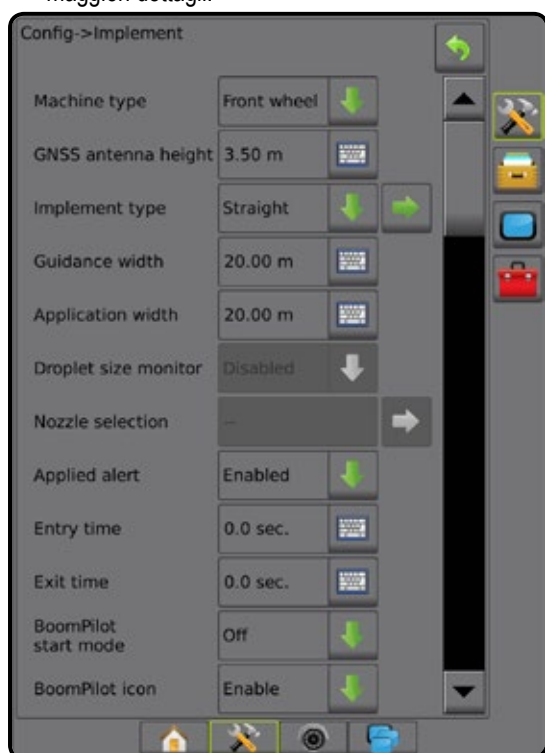 maggiori dettagli.
Config->Implement
Machine type Front wheel
GNSS antenna height 3.50 m
Implement type Straight
Guidance width 20.00 m
Application width 20.00 m
Droplet size monitor Disabled
Nozzle selection --
Applied alert Enabled
Entry time 0.0 sec.
Exit time 0.0 sec.
BoomPilot
start mode Off
BoomPilot icon Enable